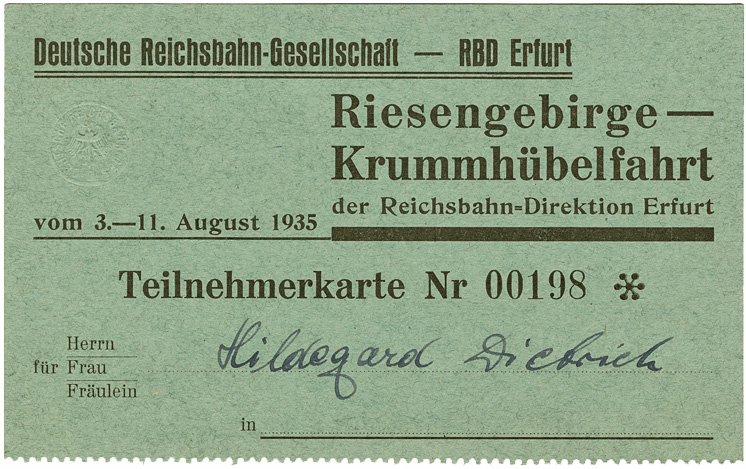 Deutsche Reichsbahn-Gesellschaft — RBD Erfurt
Riesengebirge —
Krummhübelfahrt
der Reichsbahn=Direktion Erfurt
vom 3.—11. August 1935
Teilnehmerkarte Nr 00198 *
für Herrn
Frau
Fräulein
Hildegard Dietrich
in